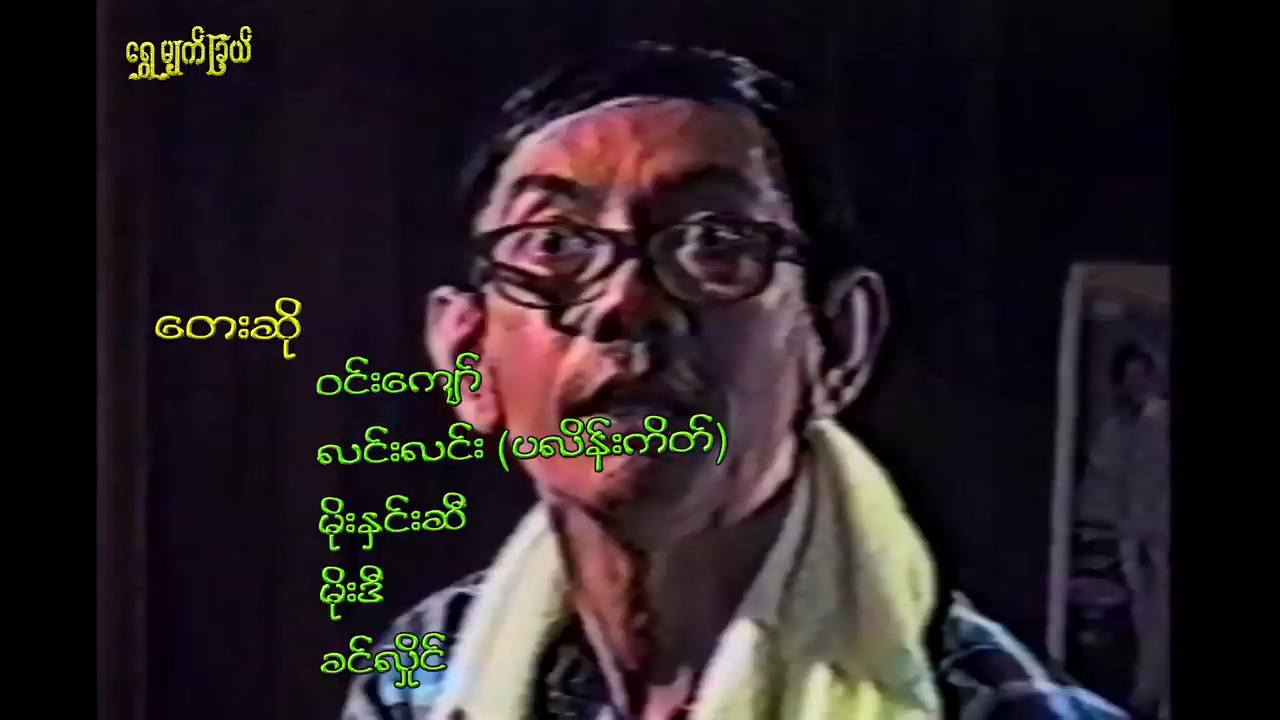 ရွှေမျက်ခြယ်
တေးဆို
ဝင်းကျော်
လင်းလင်း (ပလိန်းကိတ်)
မိုးနှင်းဆီ
မိုးဒီ
ခင်လှိုင်